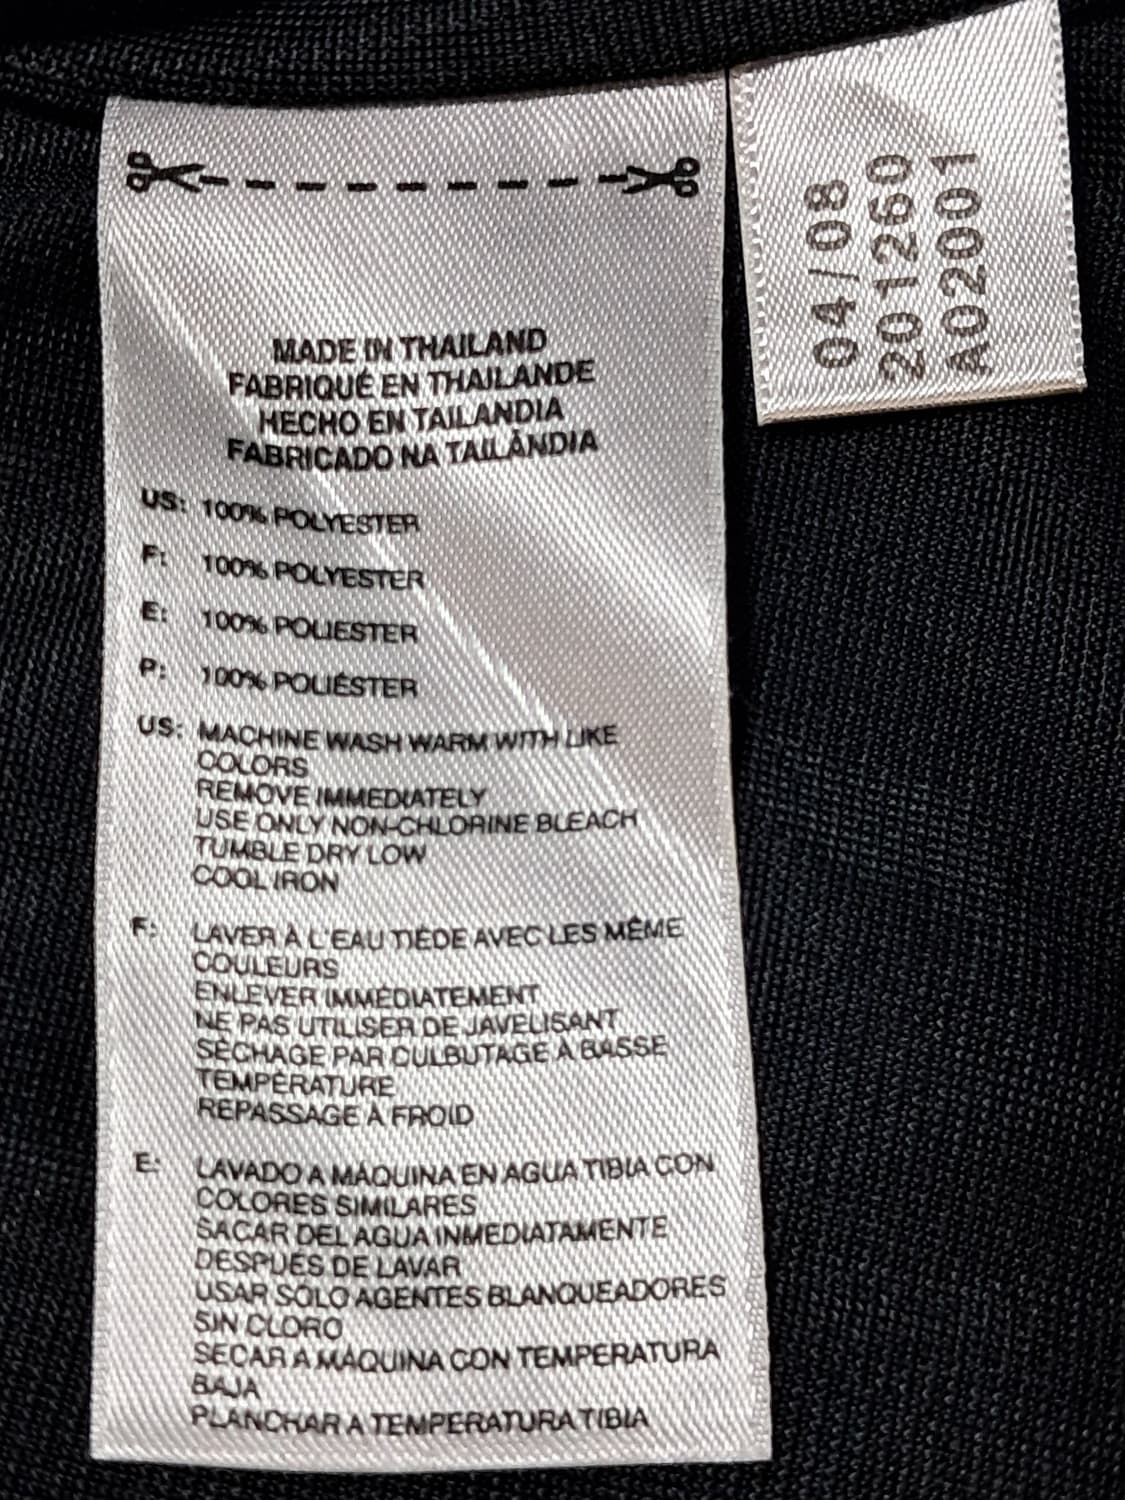 MADE IN THAILAND
FABRIQUÉ EN THAILANDE
HECHO EN TAILANDIA
FABRICADO NA TAILÂNDIA
US: 100% POLYESTER
F: 100% POLYESTER
E: 100% POLIESTER
P: 100% POLIÉSTER
US: MACHINE WASH WARM WITH LIKE
COLORS
REMOVE IMMEDIATELY
USE ONLY NON-CHLORINE BLEACH
TUMBLE DRY LOW
COOL IRON
F: LAVER À L'EAU TIÈDE AVEC LES MÊME
COULEURS
ENLEVER IMMÉDIATEMENT
NE PAS UTILISER DE JAVELISANT
SÉCHAGE PAR CULBUTAGE À BASSE
TEMPÉRATURE
REPASSAGE À FROID
E: LAVADO A MÁQUINA EN AGUA TIBIA CON
COLORES SIMILARES
SACAR DEL AGUA INMEDIATAMENTE
DESPUÉS DE LAVAR
USAR SÓLO AGENTES BLANQUEADORES
SIN CLORO
SECAR A MÁQUINA CON TEMPERATURA
BAJA
PLANCHAR A TEMPERATURA TIBIA
04/08
201260
A02001